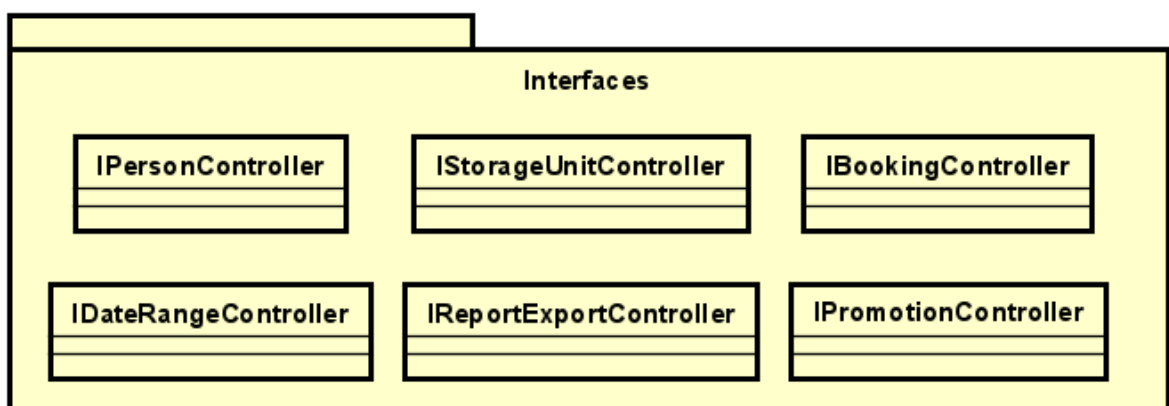 Interfaces
IPersonController
IStorageUnitController
IBookingController
IDateRangeController
IReportExportController
IPromotionController